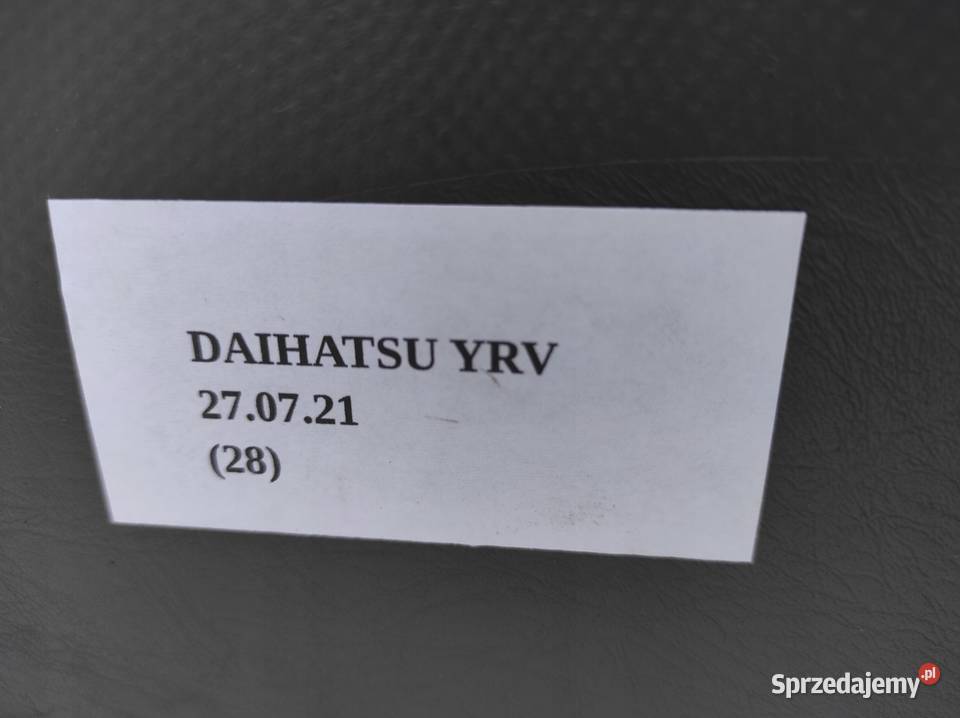 DAIHATSU YRV
27.07.21
(28)
Sprzedajemy.pl